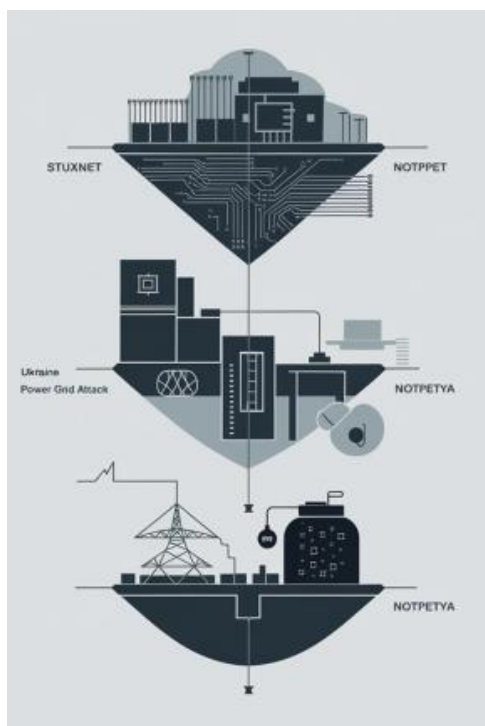 STUXNET
NOTPPET
Ukraine
Power Grid Attack
NOTPETYA
NOTPETYA